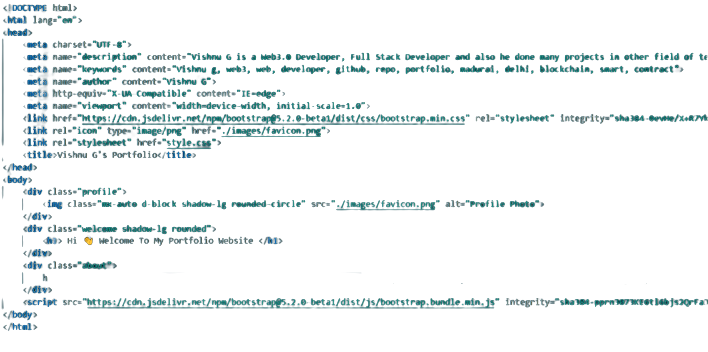 <!DOCTYPE html>
<html lang="en">
<head>
<meta charset="UTF-8">
<meta name="description" content="Vishnu G is a Web3.0 Developer, Full Stack Developer and also he done many projects in other field of te
<meta name="keywords" content="Vishnu g, web3, web, developer, github, repo, portfolio, madurai, delhi, blockchain, smart, contract">
<meta name="author" content="Vishnu G">
<meta http-equiv="X-UA Compatible" content="IE=edge">
<meta name="viewport" content="width=device-width, initial-scale=1.0">
<link href="https://cdn.jsdelivr.net/npm/bootstrap@5.2.0-beta1/dist/css/bootstrap.min.css" rel="stylesheet" integrity=
<link rel="icon" type="image/png" href="./images/favicon.png">
<link rel="stylesheet" href="style.css">
<title>Vishnu G's Portfolio</title>
</head>
<body>
<div class="profile">
<img class="mx-auto d-block shadow-lg rounded-circle" src="./images/favicon.png" alt="Profile Photo">
</div>
<div class="welcome shadow-lg rounded">
<h1> Hi 👋 Welcome To My Portfolio Website </h1>
</div>
<div class="about">
h
</div>
<script src="https://cdn.jsdelivr.net/npm/bootstrap@5.2.0 beta1/dist/js/bootstrap.bundle.min.js" integrity=
</body>
</html>